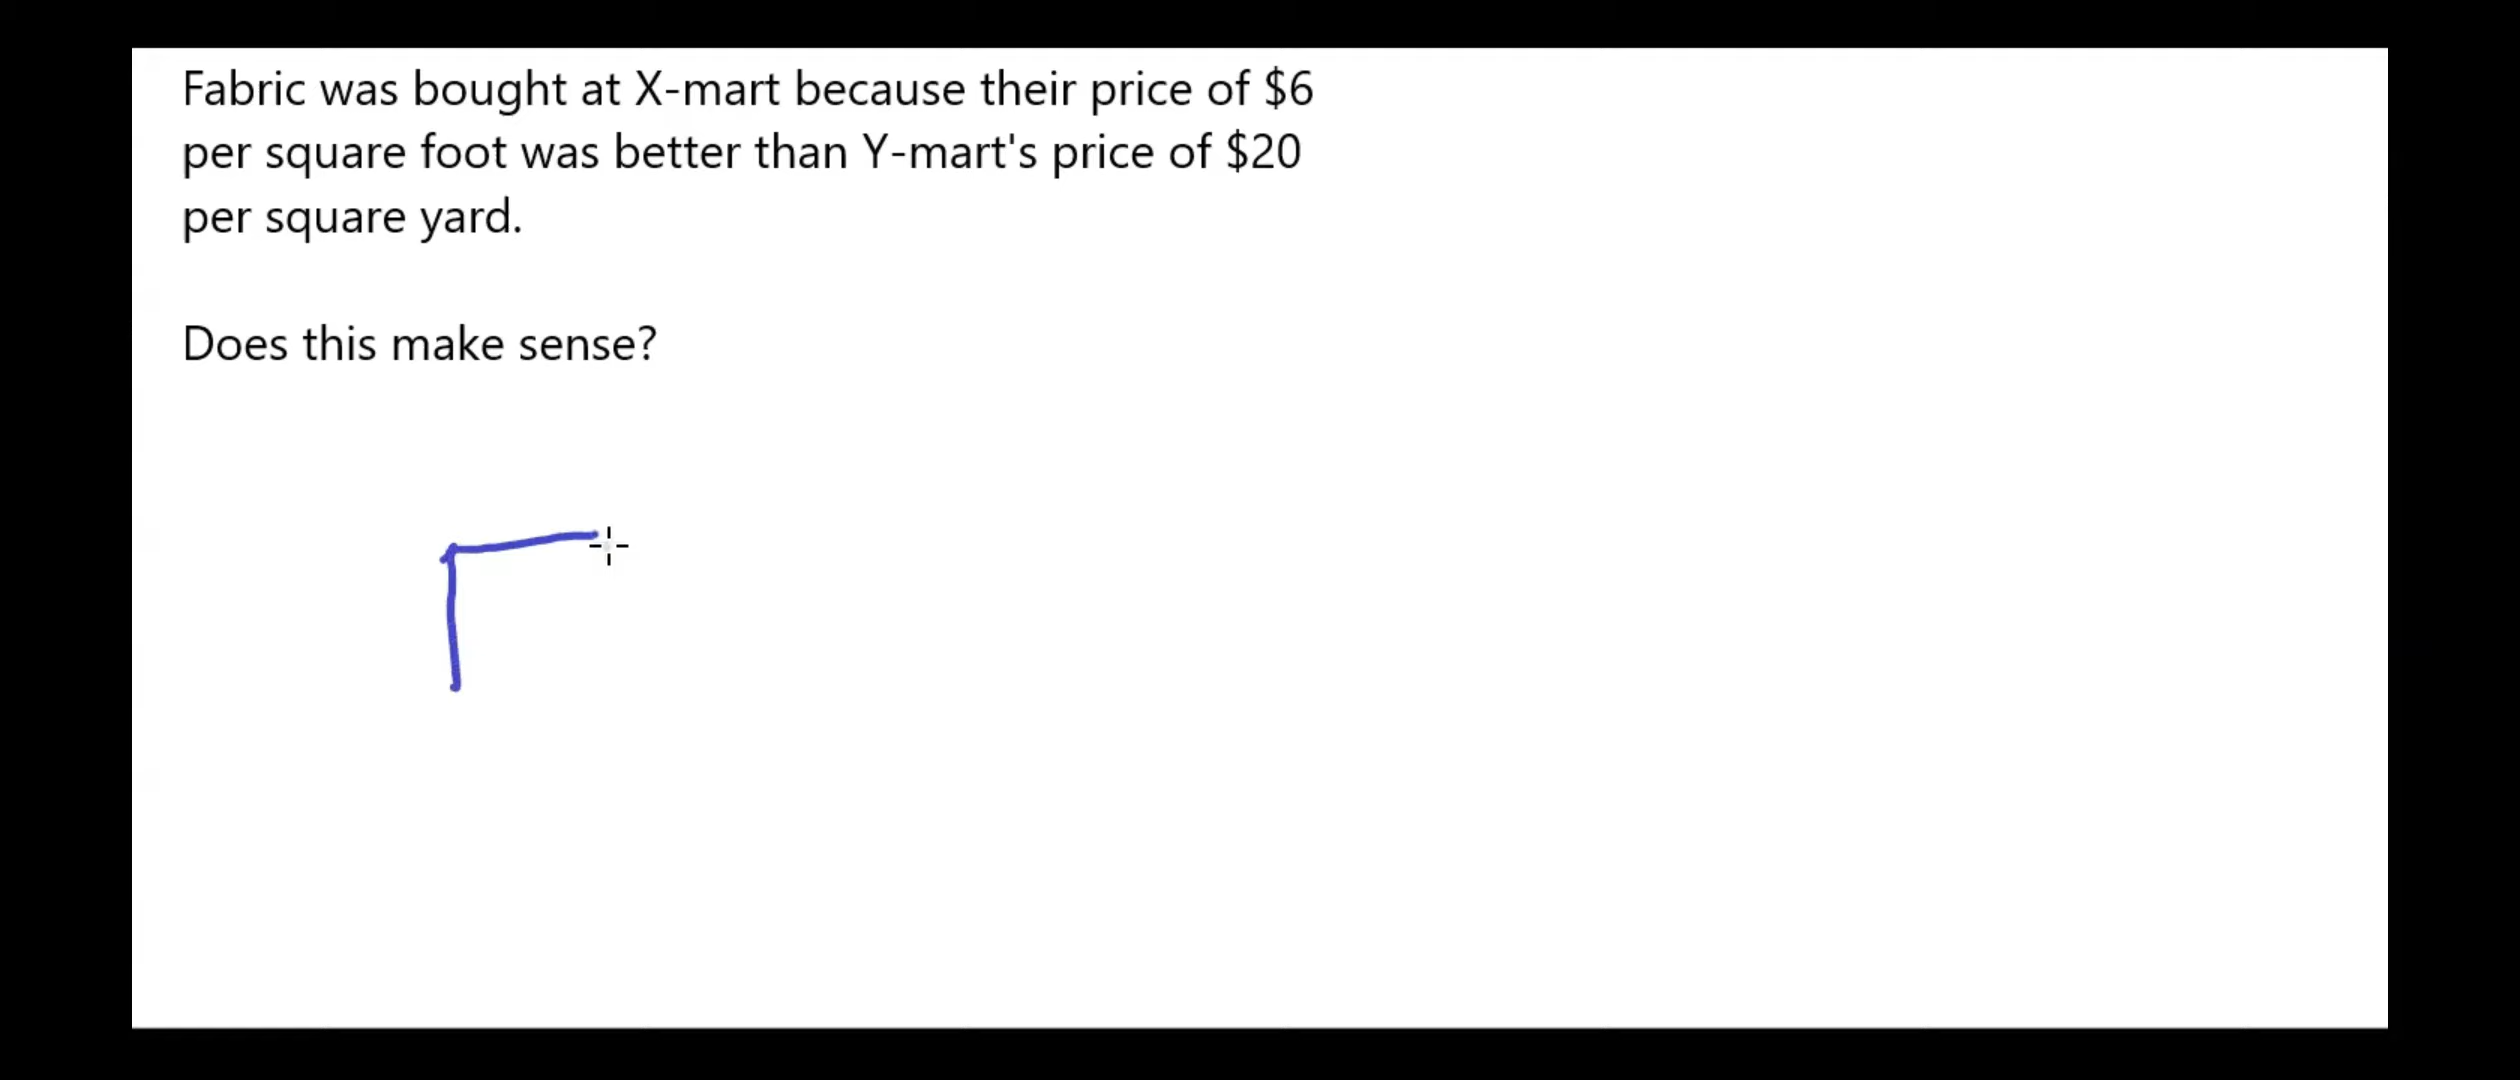 Fabric was bought at X-mart because their price of $6
per square foot was better than Y-mart's price of $20
per square yard.
Does this make sense?